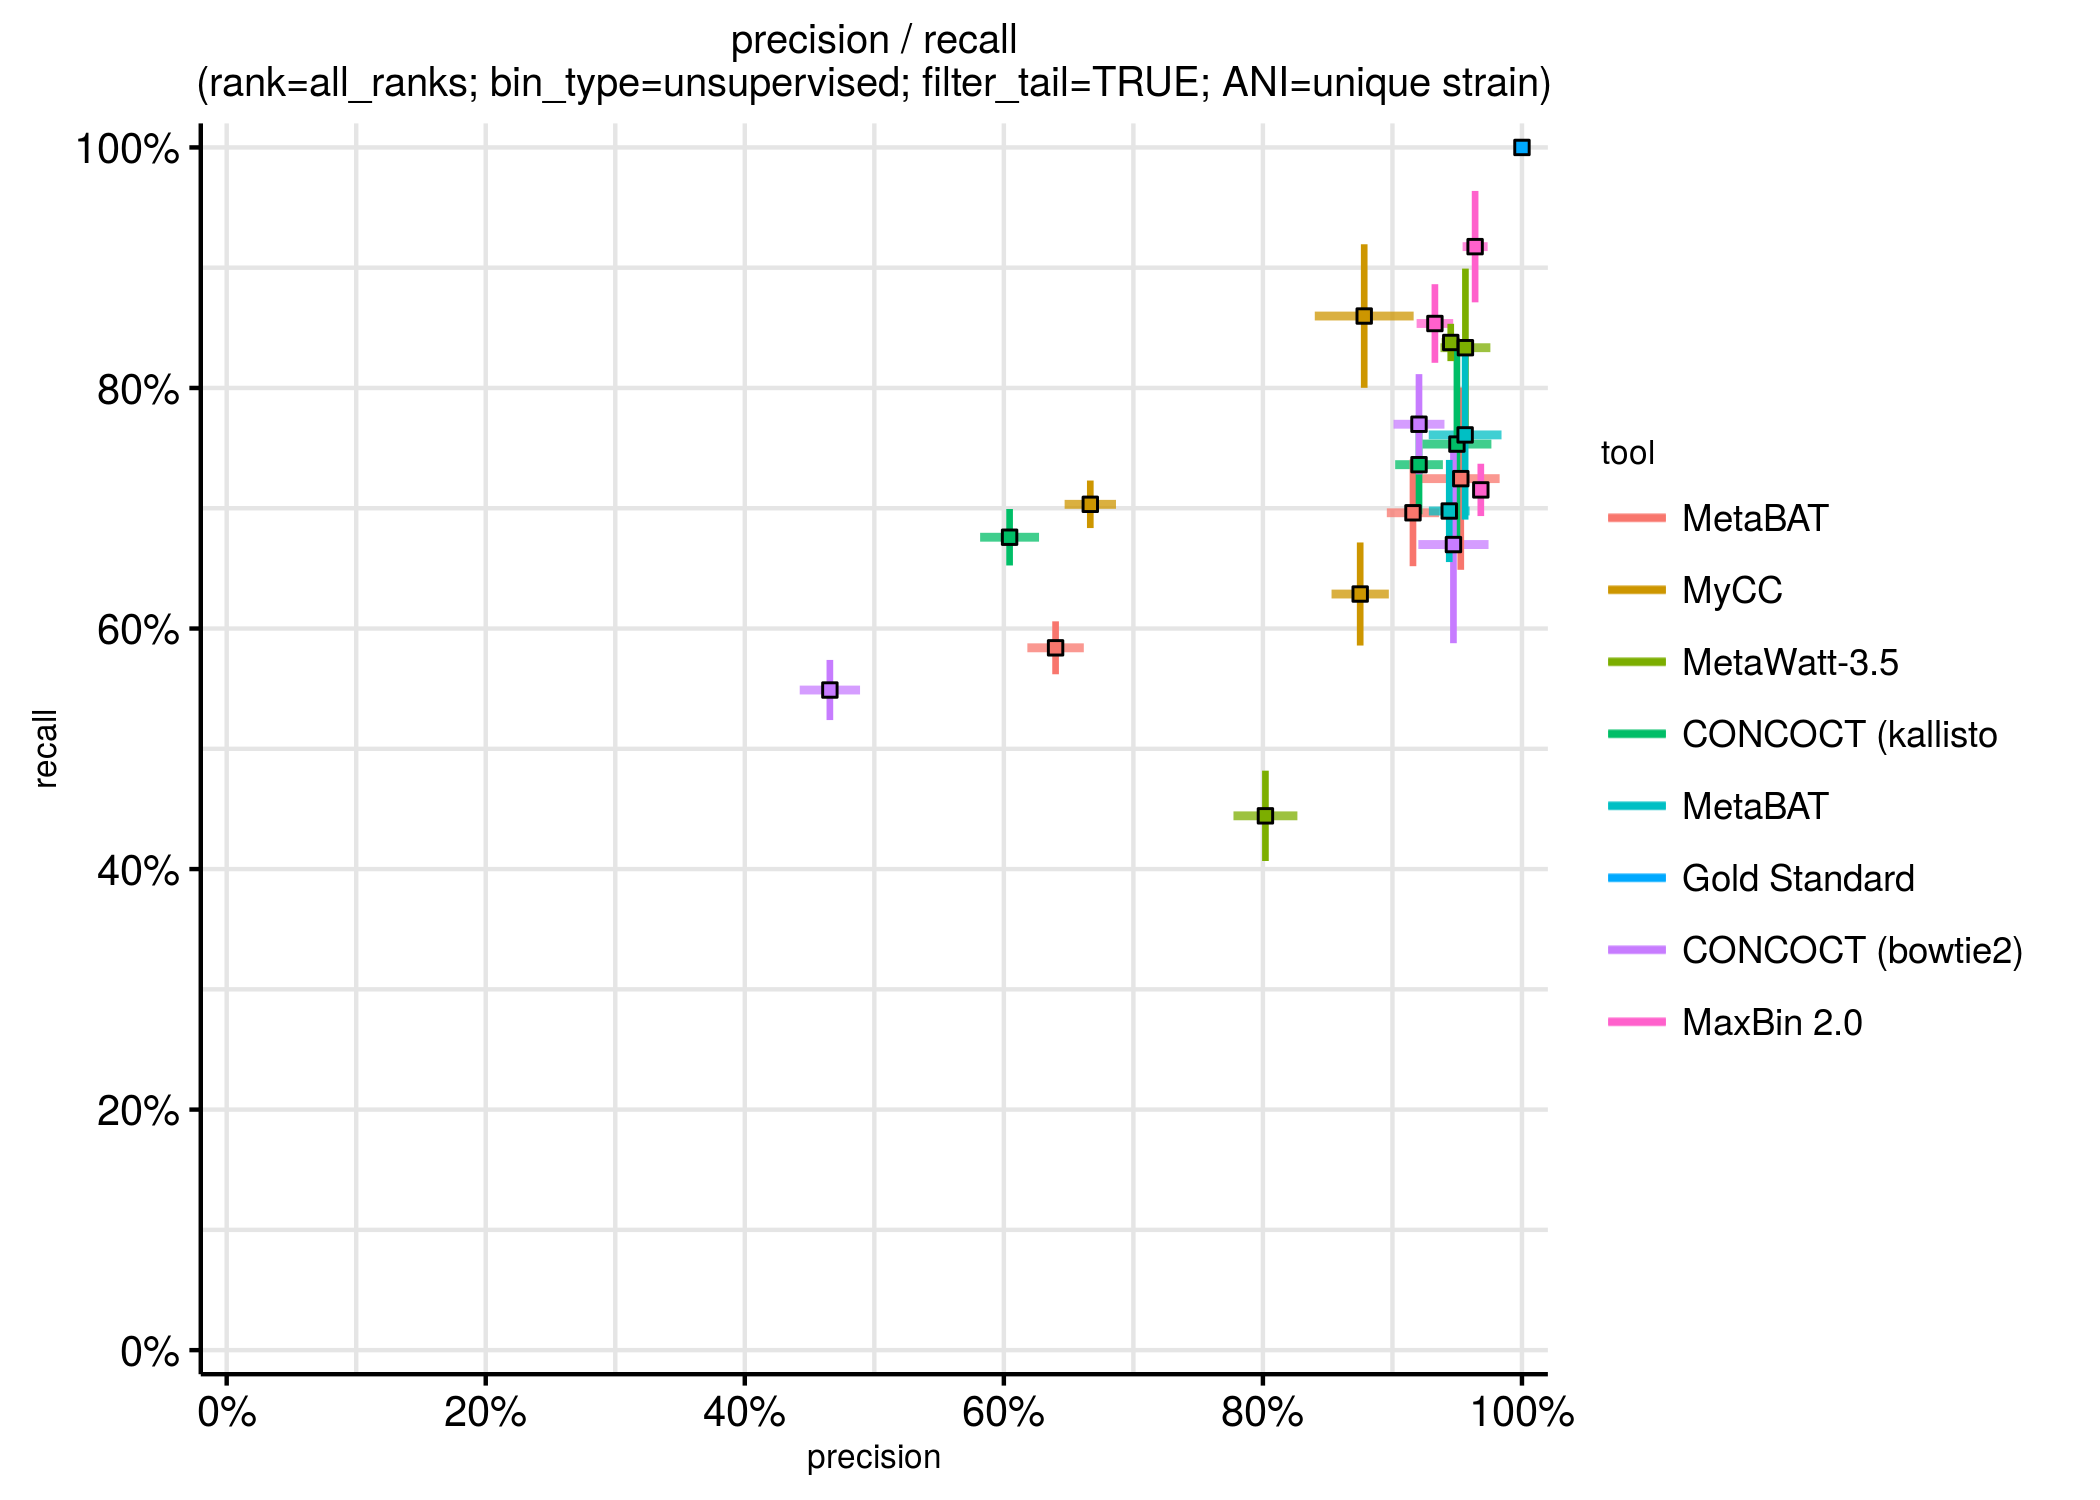 precision / recall
(rank=all_ranks; bin_type=unsupervised; filter_tail=TRUE; ANI=unique strain)
100%
80%
60%
40%
20%
0%
recall
0%
20%
40%
60%
80%
100%
precision
tool
MetaBAT
MyCC
MetaWatt-3.5
CONCOCT (kallisto
MetaBAT
Gold Standard
CONCOCT (bowtie2)
MaxBin 2.0